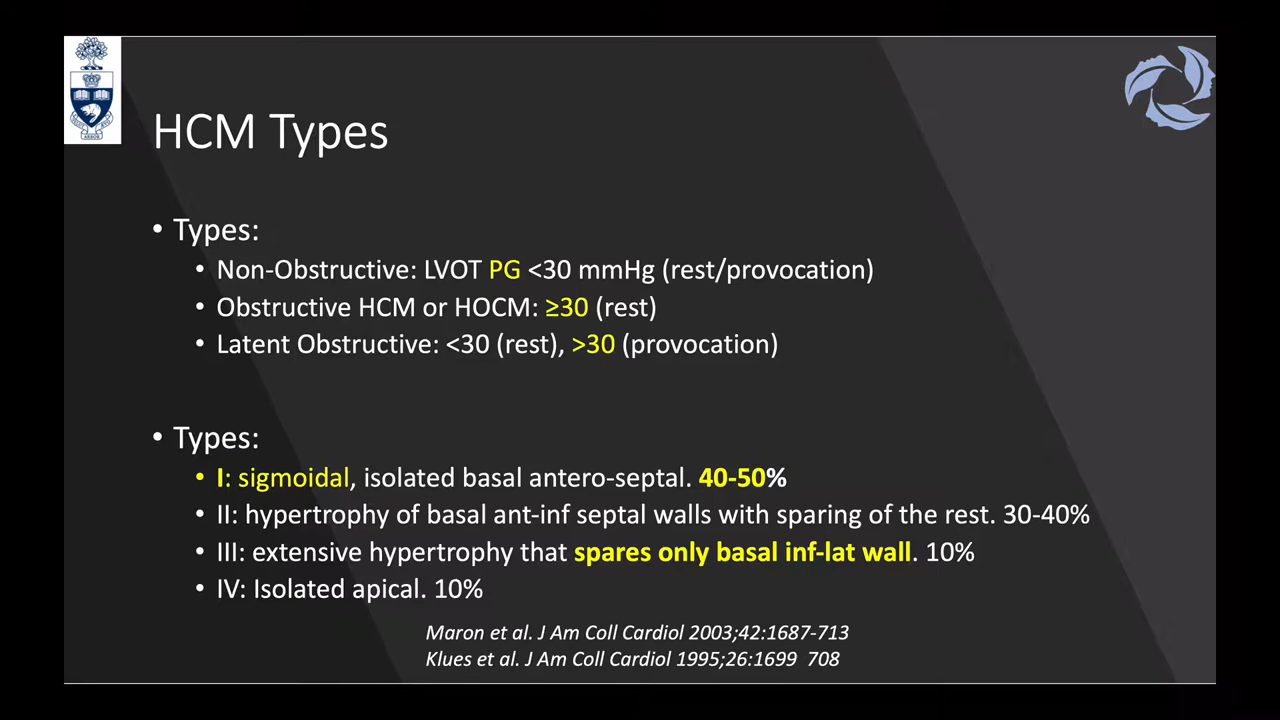 HCM Types
• Types:
• Non-Obstructive: LVOT PG <30 mmHg (rest/provocation)
• Obstructive HCM or HOCM: ≥30 (rest)
• Latent Obstructive: <30 (rest), >30 (provocation)
• Types:
• I: sigmoidal, isolated basal antero-septal. 40-50%
• II: hypertrophy of basal ant-inf septal walls with sparing of the rest. 30-40%
• III: extensive hypertrophy that spares only basal inf-lat wall. 10%
• IV: Isolated apical. 10%
Maron et al. J Am Coll Cardiol 2003;42:1687-713
Klues et al. J Am Coll Cardiol 1995;26:1699 708